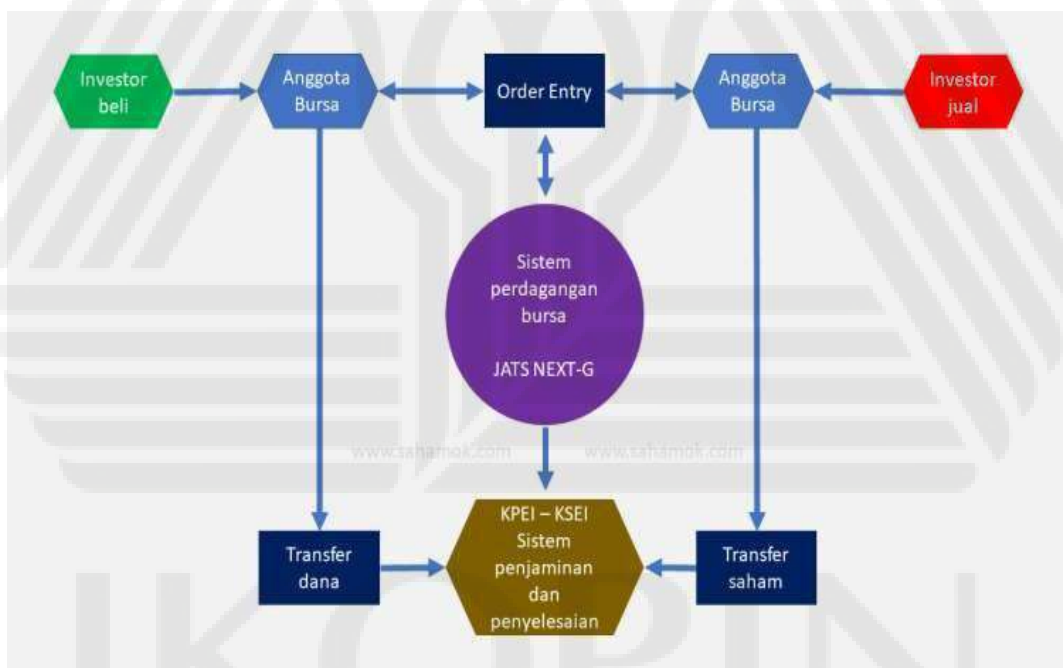 Investor
beli
Anggota
Bursa
Order Entry
Anggota
Bursa
Investor
jual
Sistem
perdagangan
bursa
JATS NEXT-G
www.sahamok.com
www.sahamok.com
Transfer
dana
KPEI – KSEI
Sistem
penjaminan
dan
penyelesaian
Transfer
saham
IKOPIN